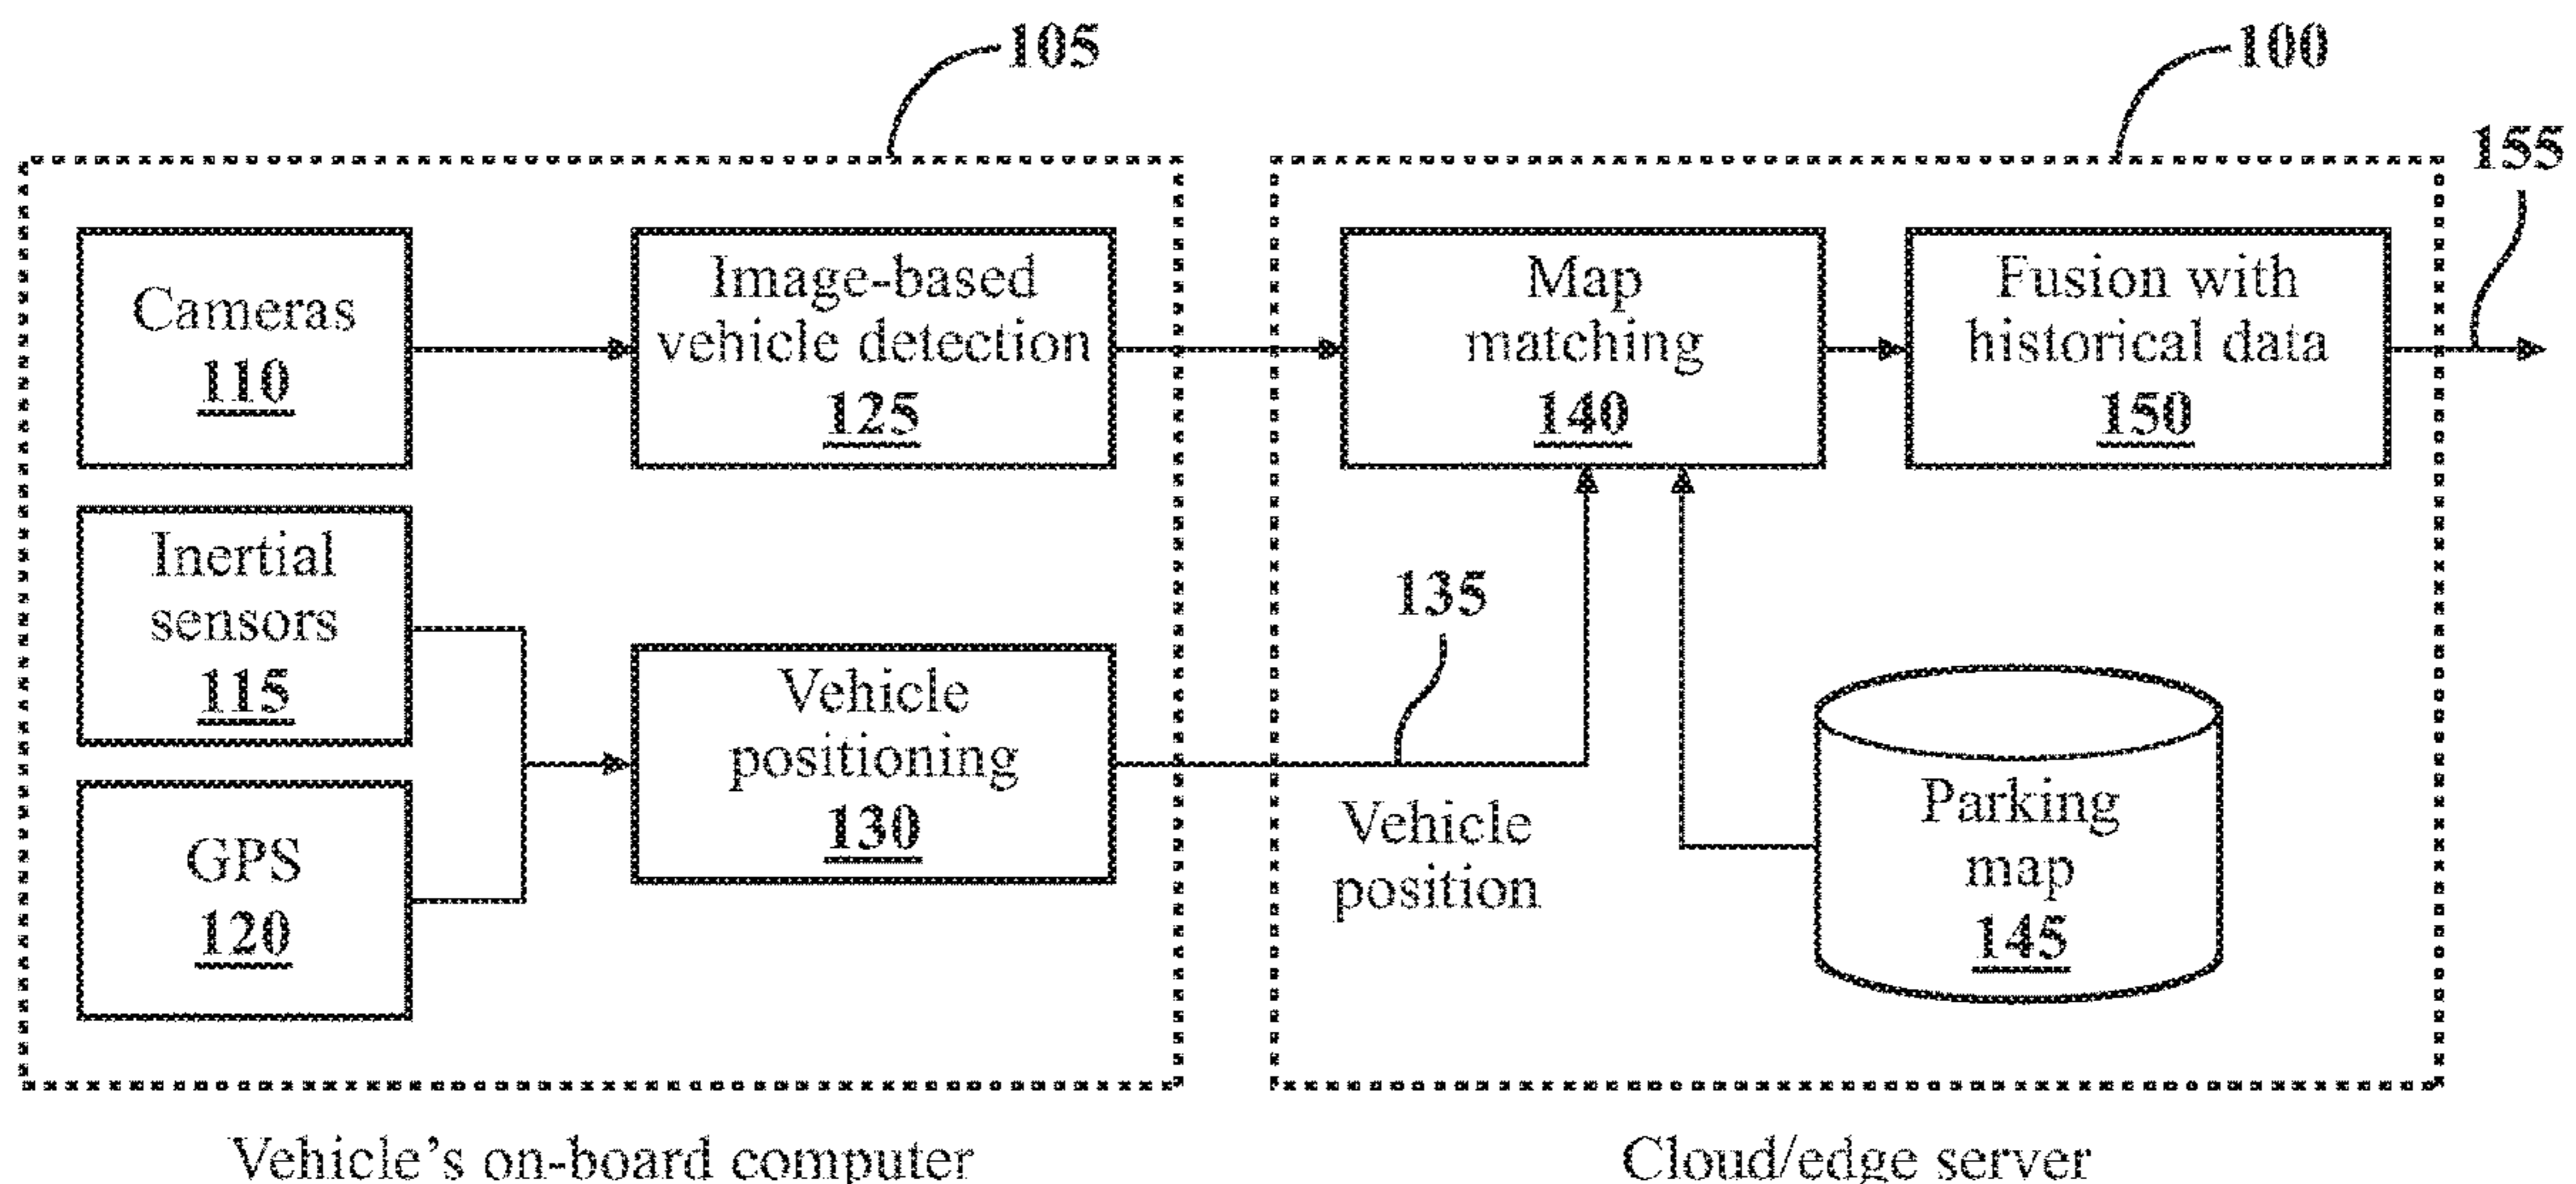 105
100
155
Cameras
110
Image-based
vehicle detection
125
Map
matching
140
Fusion with
historical data
150
Inertial
sensors
115
135
GPS
120
Vehicle
positioning
130
Vehicle
position
Parking
map
145
Vehicle's on-board computer
Cloud/edge server